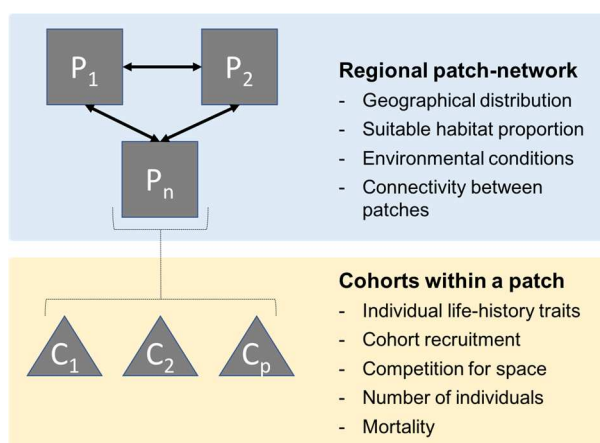 P1
P2
Pn
Regional patch-network
- Geographical distribution
- Suitable habitat proportion
- Environmental conditions
- Connectivity between
patches
C1
C2
Cp
Cohorts within a patch
- Individual life-history traits
- Cohort recruitment
- Competition for space
- Number of individuals
- Mortality